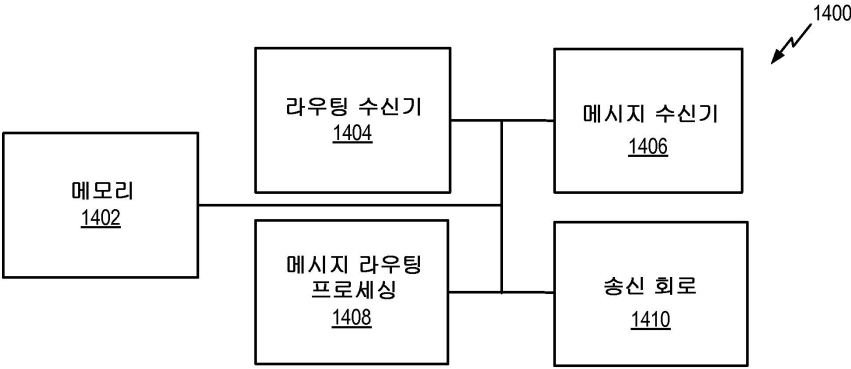 1400
라우팅 수신기
1404
메시지 수신기
1406
메모리
1402
메시지 라우팅
프로세싱
1408
송신 회로
1410